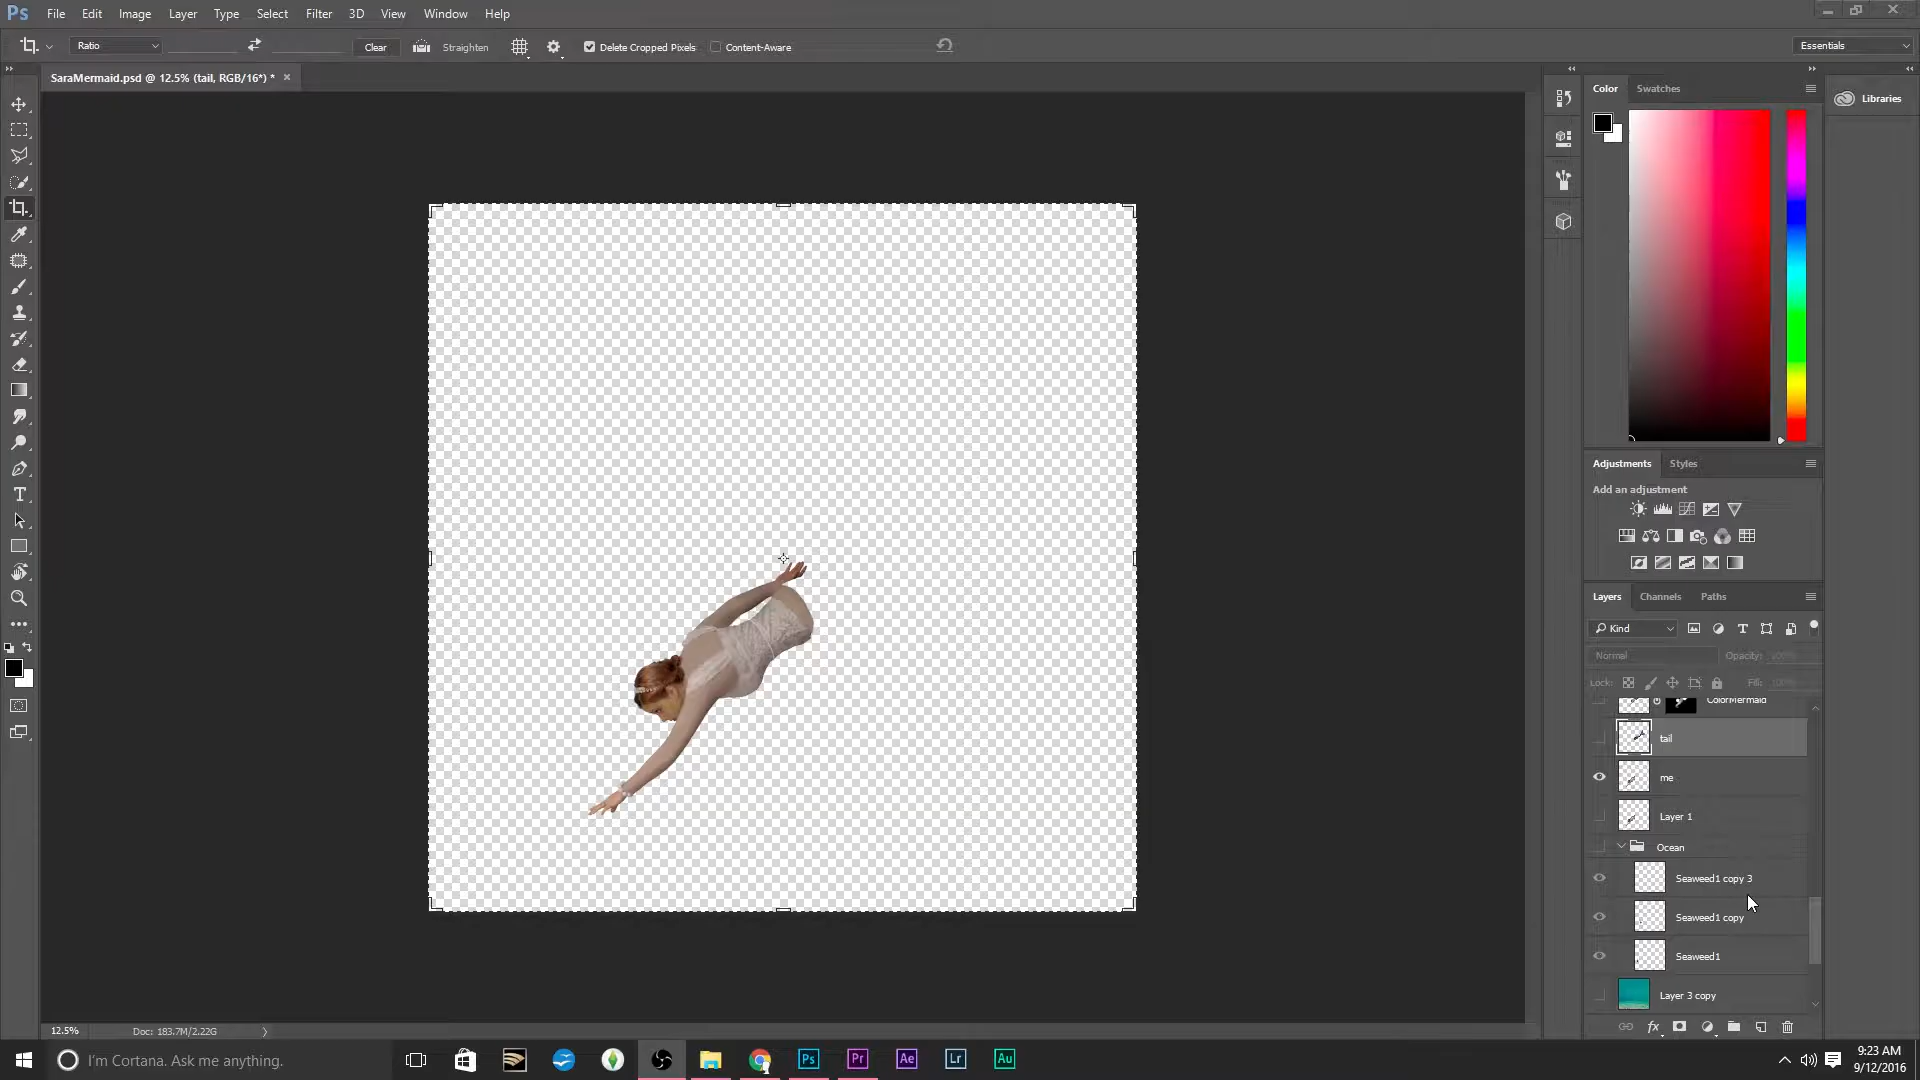 Ps File Edit Image Layer Type Select Filter 3D View Window Help
Ratio Clear Straighten Delete Cropped Pixels Content-Aware Essentials
SaraMermaid.psd @ 12.5% (tail, RGB/16*) * ×
Color Swatches
Libraries
Adjustments Styles
Add an adjustment
Layers Channels Paths
Kind
Normal Opacity: 100%
Lock: Fill: 100%
ColorMermaid
tail
me
Layer 1
Ocean
Seaweed1 copy 3
Seaweed1 copy
Seaweed1
Layer 3 copy
fx
12.5% Doc: 183.7M/2.22G
I'm Cortana. Ask me anything.
Ps Pr Ae Lr Au
9:23 AM
9/12/2016